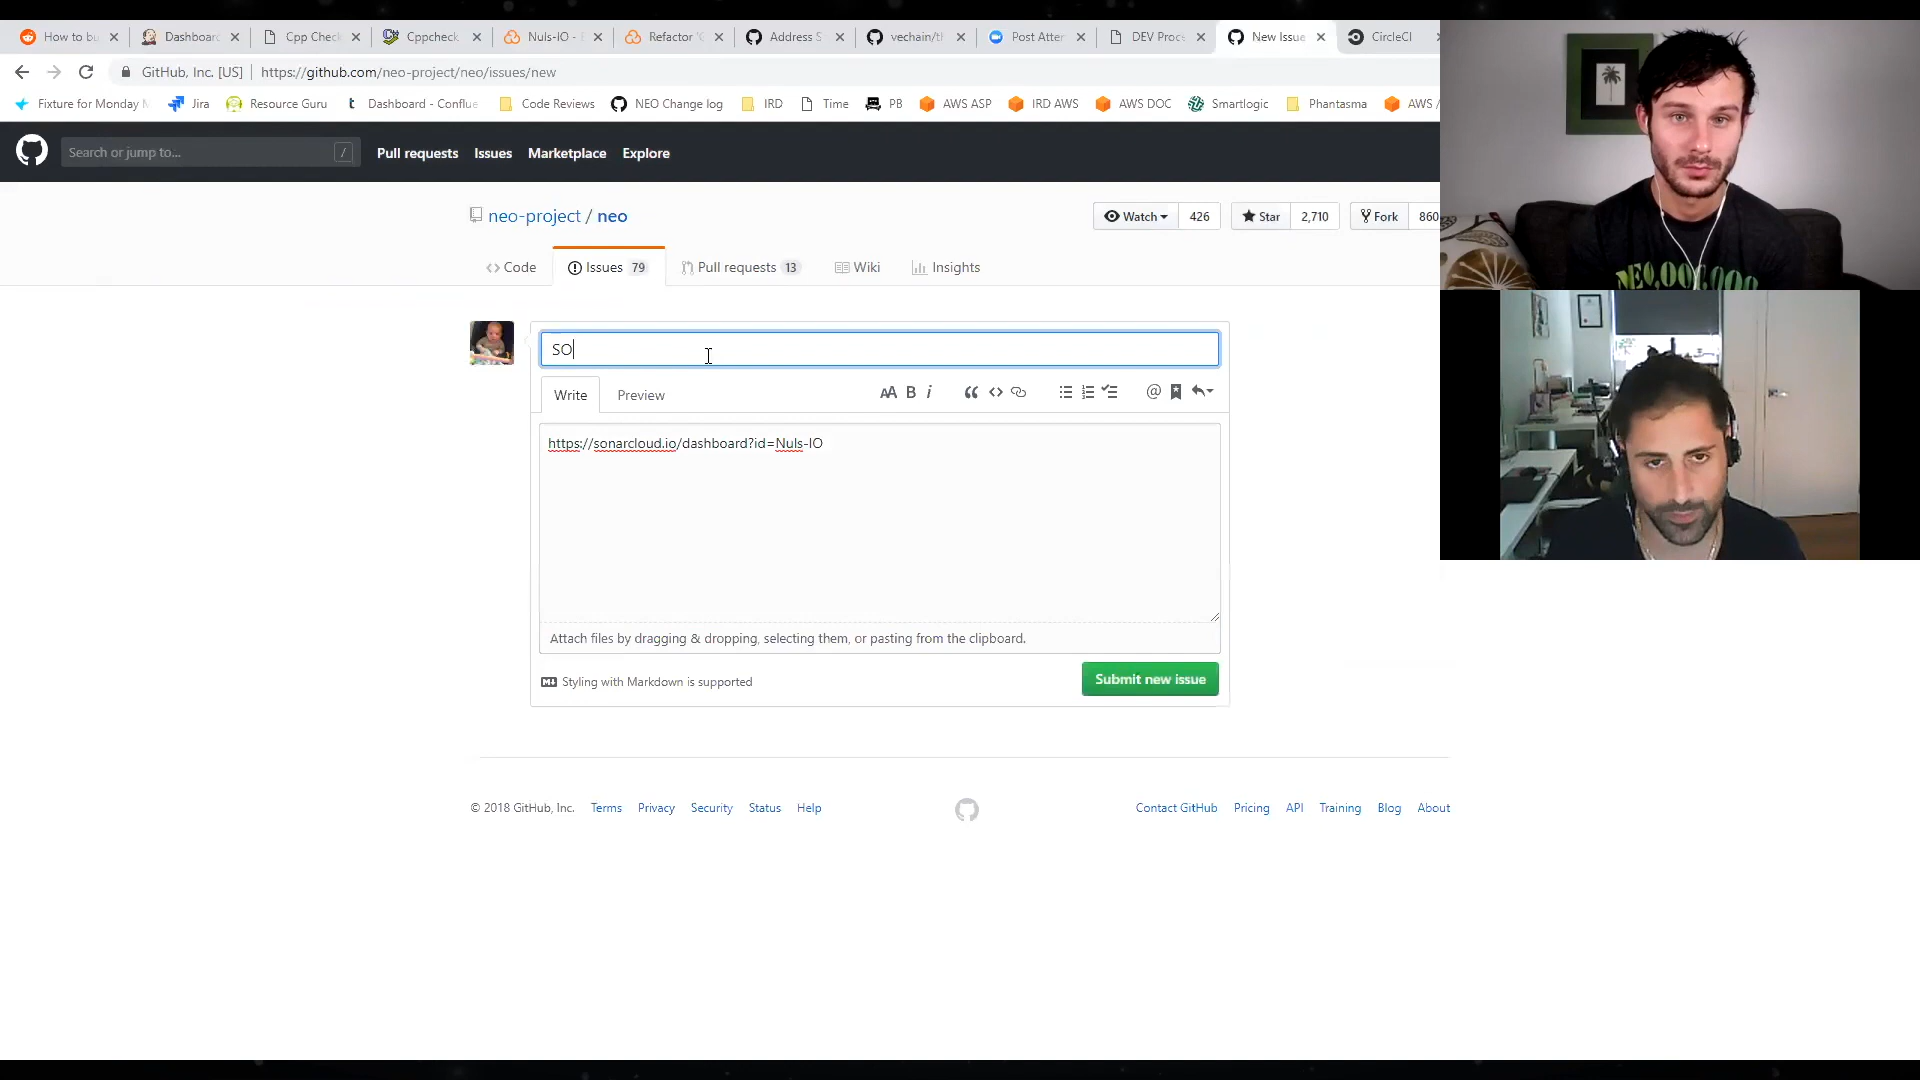 How to bu
Dashboard
Cpp Check
Cppcheck
Nuls-IO -
Refactor
Address S
vechain/th
Post Atter
DEV Proce
New Issue
CircleCI
GitHub, Inc. [US] https://github.com/neo-project/neo/issues/new
Fixture for Monday
Jira
Resource Guru
Dashboard - Conflue
Code Reviews
NEO Change log
IRD
Time
PB
AWS ASP
IRD AWS
AWS DOC
Smartlogic
Phantasma
AWS /
Search or jump to... /
Pull requests
Issues
Marketplace
Explore
neo-project / neo
Watch 426
Star 2,710
Fork 860
Code
Issues 79
Pull requests 13
Wiki
Insights
SO
Write
Preview
AA B i
https://sonarcloud.io/dashboard?id=Nuls-IO
Attach files by dragging & dropping, selecting them, or pasting from the clipboard.
Styling with Markdown is supported
Submit new issue
© 2018 GitHub, Inc.
Terms
Privacy
Security
Status
Help
Contact GitHub
Pricing
API
Training
Blog
About